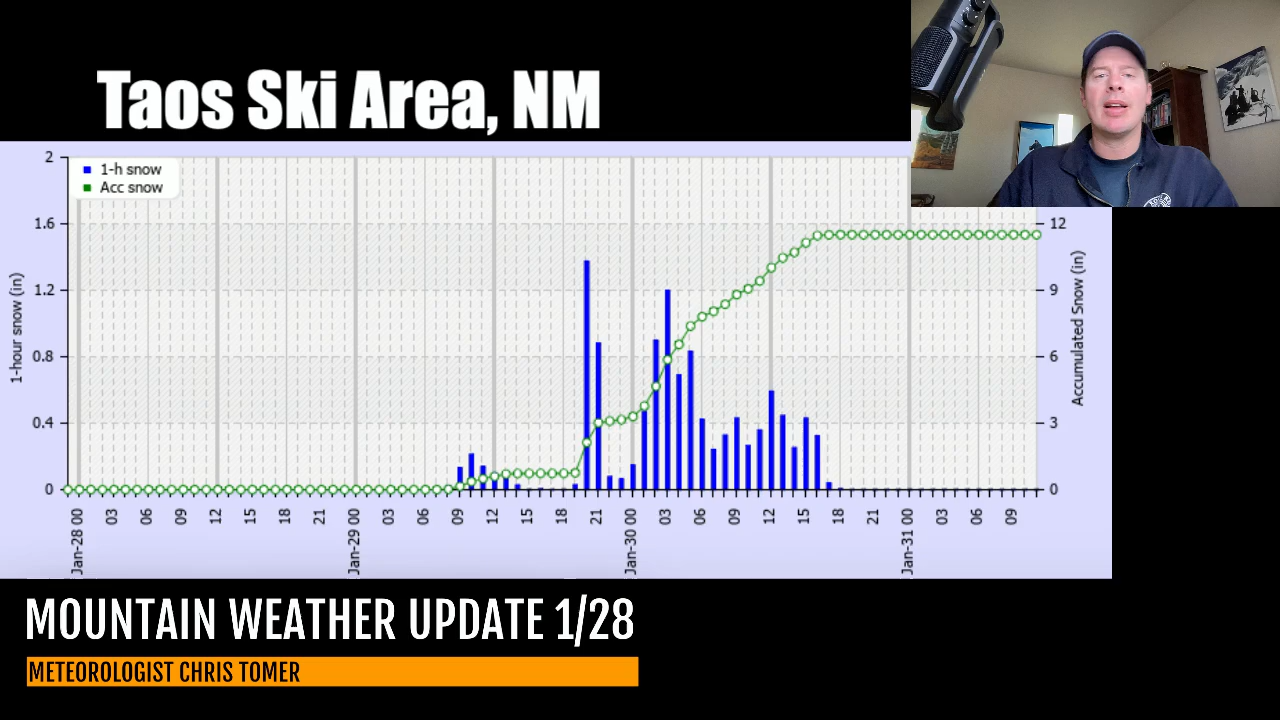 Taos Ski Area, NM
1-h snow
Acc snow
2
1.6
1.2
0.8
0.4
0
1-hour snow (in)
12
9
6
3
0
Accumulated Snow (in)
00 03 06 09 12 15 18 21 00 03 06 09 12 15 18 21 00 03 06 09 12 15 18 21 00 03 06 09
Jan-28 Jan-29 Jan-30 Jan-31
MOUNTAIN WEATHER UPDATE 1/28
METEOROLOGIST CHRIS TOMER